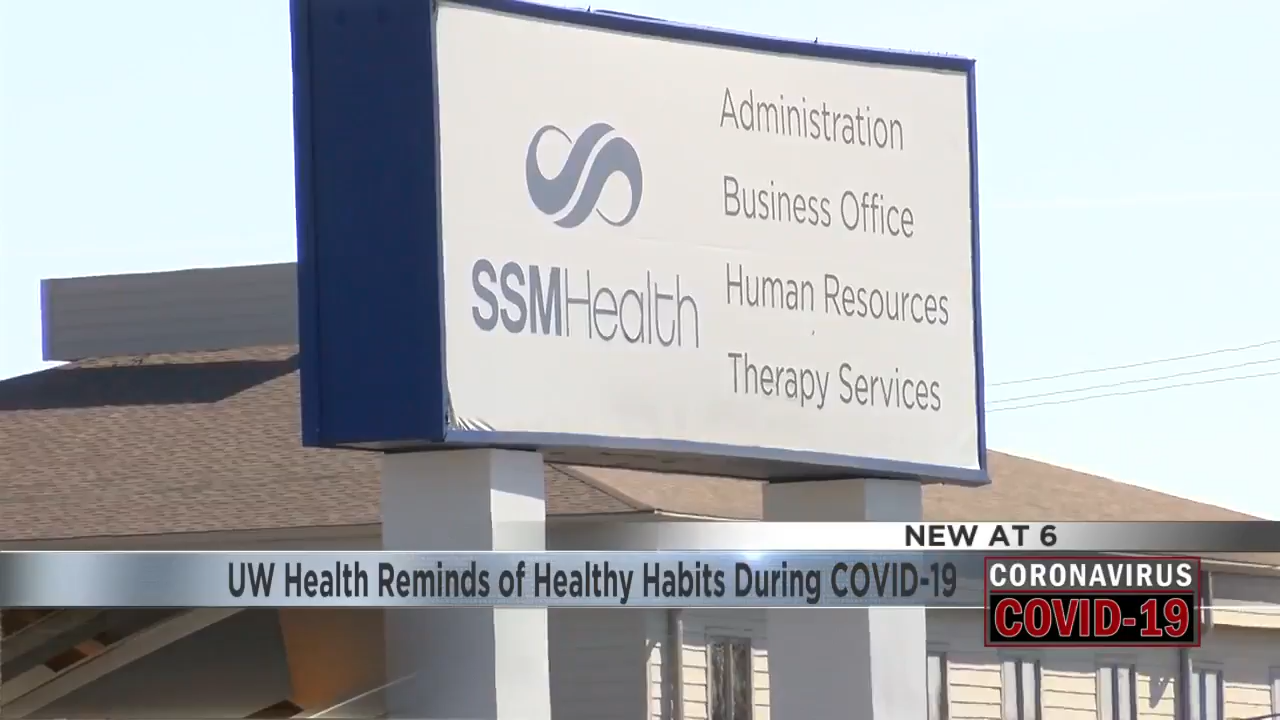 Administration
Business Office
SSMHealth
Human Resources
Therapy Services
NEW AT 6
UW Health Reminds of Healthy Habits During COVID-19
CORONAVIRUS
COVID-19